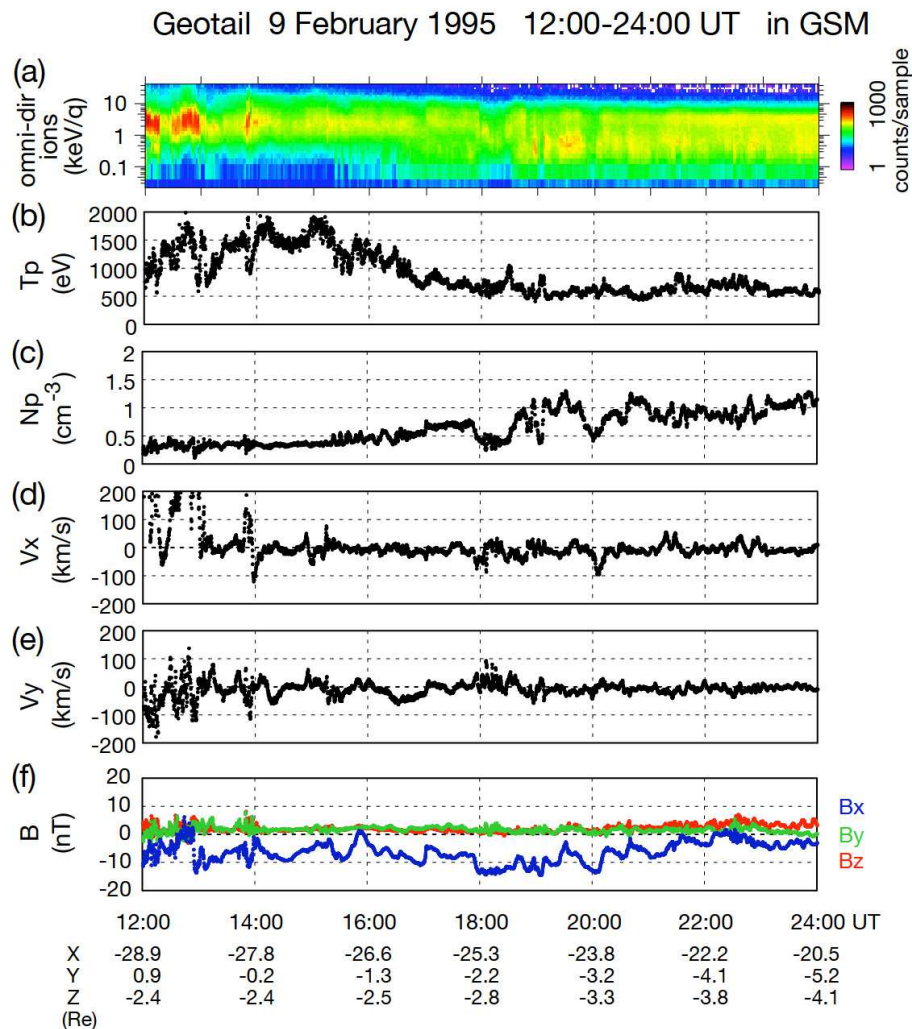 Geotail 9 February 1995 12:00-24:00 UT in GSM
(a)
omni-dir
ions
(keV/q)
10
1
0.1
1000
1
counts/sample
(b)
Tp
(eV)
2000
1500
1000
500
0
(c)
Np
(cm⁻³)
2
1.5
1
0.5
0
(d)
Vx
(km/s)
200
100
0
-100
-200
(e)
Vy
(km/s)
200
100
0
-100
-200
(f)
B
(nT)
20
10
0
-10
-20
Bx
By
Bz
12:00 14:00 16:00 18:00 20:00 22:00 24:00 UT
X -28.9 -27.8 -26.6 -25.3 -23.8 -22.2 -20.5
Y 0.9 -0.2 -1.3 -2.2 -3.2 -4.1 -5.2
Z -2.4 -2.4 -2.5 -2.8 -3.3 -3.8 -4.1
(Re)